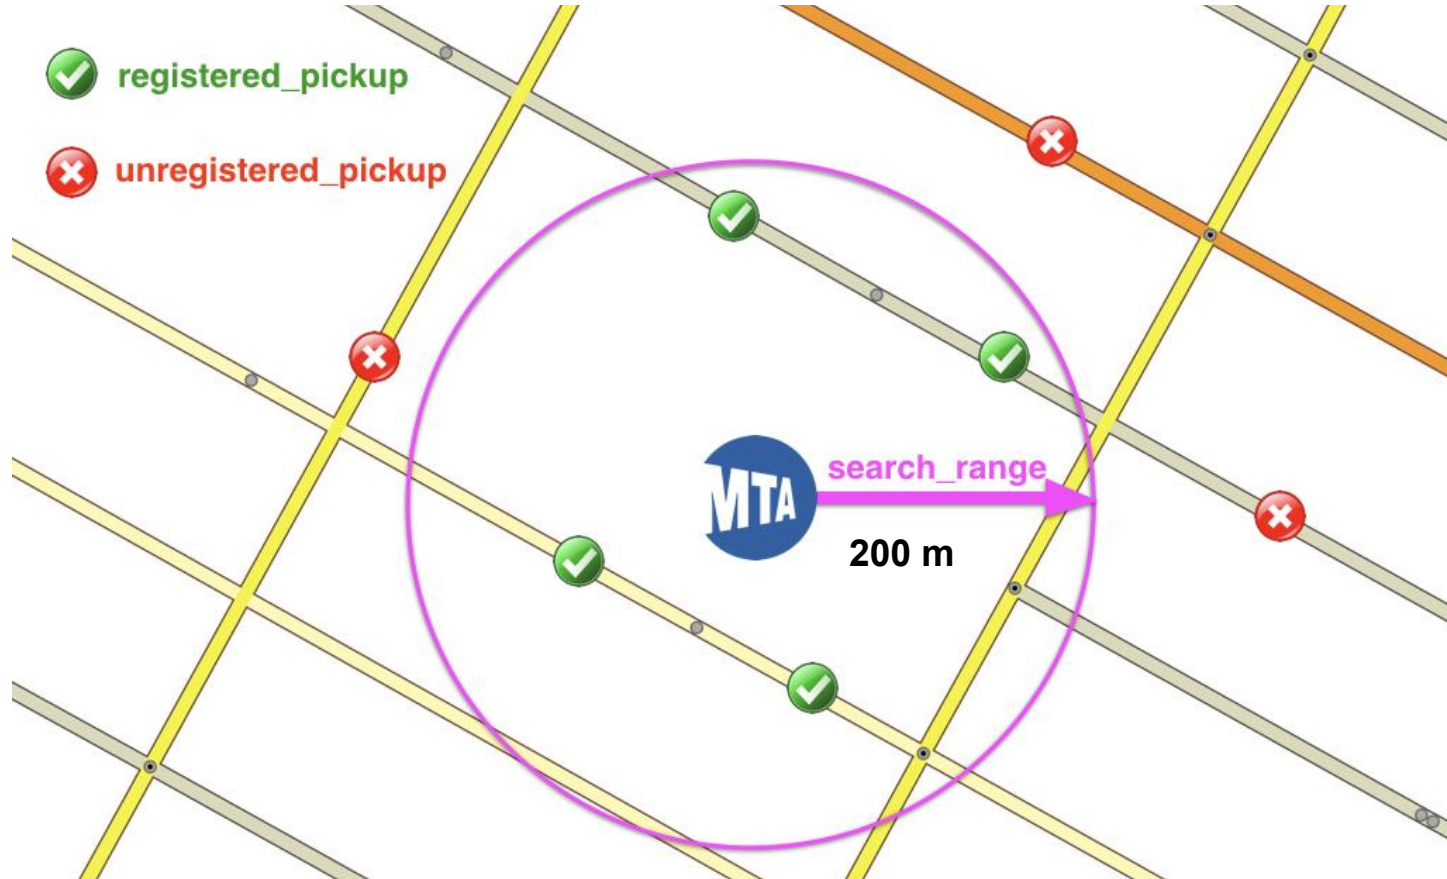 registered_pickup
unregistered_pickup
search_range
MTA
200 m